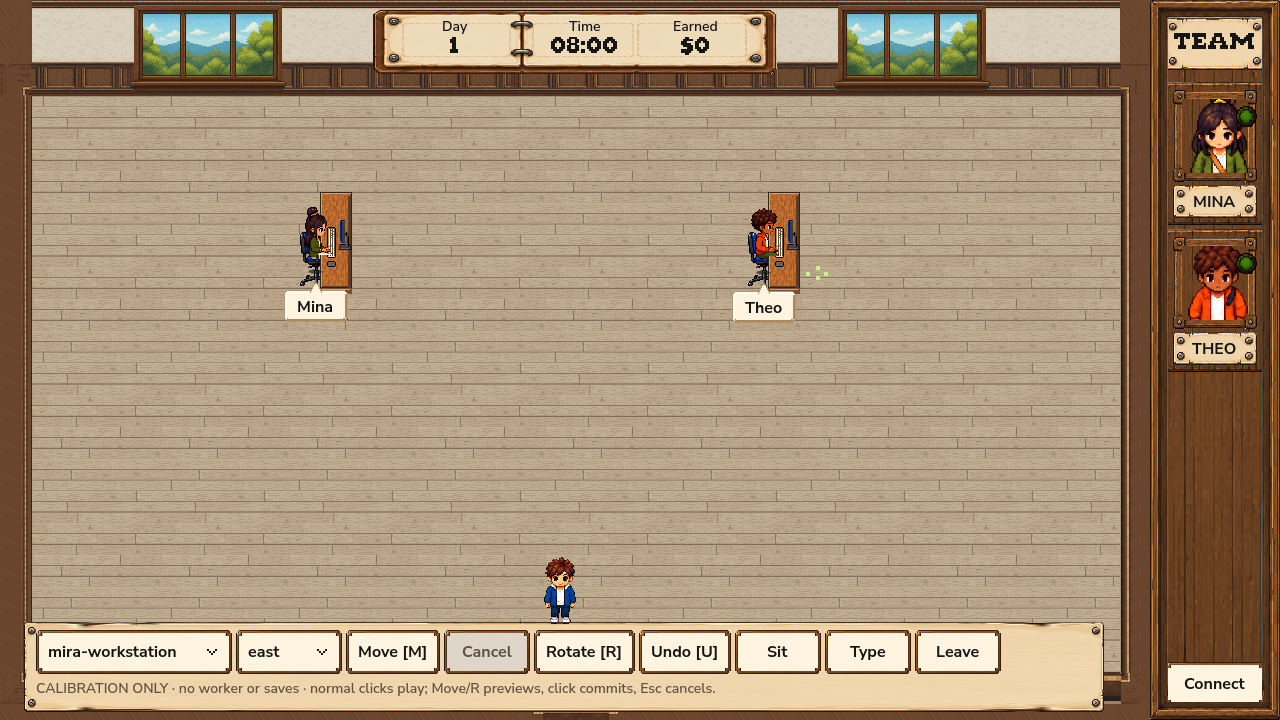 Day
1
Time
08:00
Earned
$0
TEAM
MINA
THEO
Mina
Theo
mira-workstation
east
Move [M]
Cancel
Rotate [R]
Undo [U]
Sit
Type
Leave
CALIBRATION ONLY · no worker or saves · normal clicks play; Move/R previews, click commits, Esc cancels.
Connect